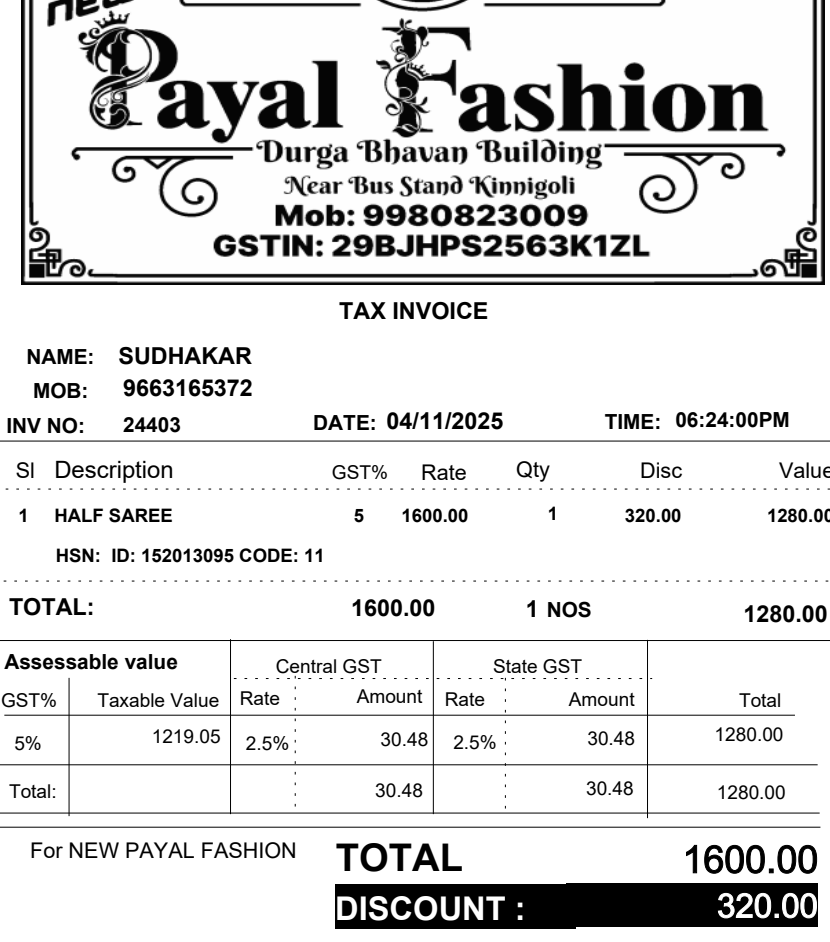 new
Payal Fashion
Durga Bhavan Building
Near Bus Stand Kinnigoli
Mob: 9980823009
GSTIN: 29BJHPS2563K1ZL
TAX INVOICE
NAME: SUDHAKAR
MOB: 9663165372
INV NO: 24403 DATE: 04/11/2025 TIME: 06:24:00PM
Sl Description GST% Rate Qty Disc Value
1 HALF SAREE 5 1600.00 1 320.00 1280.00
HSN: ID: 152013095 CODE: 11
TOTAL: 1600.00 1 NOS 1280.00
Assessable value Central GST State GST
GST% Taxable Value Rate Amount Rate Amount Total
5% 1219.05 2.5% 30.48 2.5% 30.48 1280.00
Total: 30.48 30.48 1280.00
For NEW PAYAL FASHION TOTAL 1600.00
DISCOUNT : 320.00